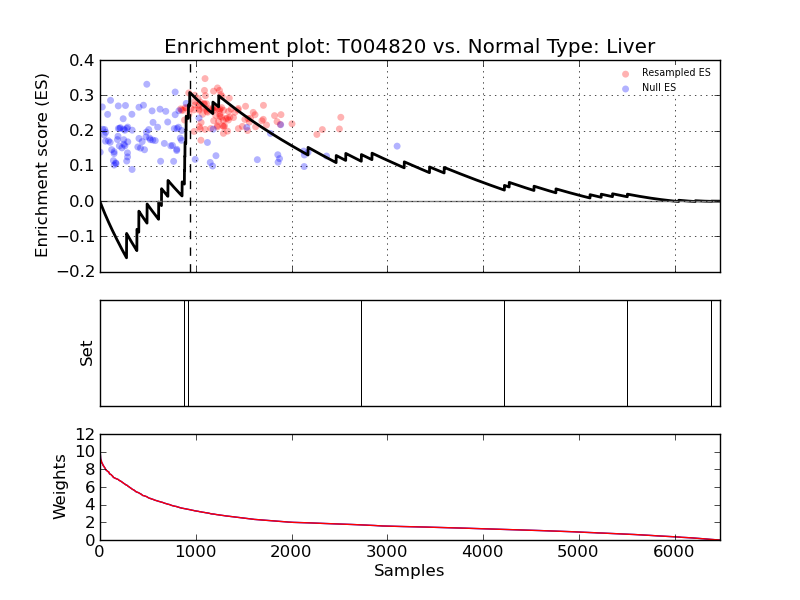 Enrichment plot: T004820 vs. Normal Type: Liver
Enrichment score (ES)
0.4
0.3
0.2
0.1
0.0
−0.1
−0.2
Resampled ES
Null ES
Set
Weights
12
10
8
6
4
2
0
0 1000 2000 3000 4000 5000 6000
Samples